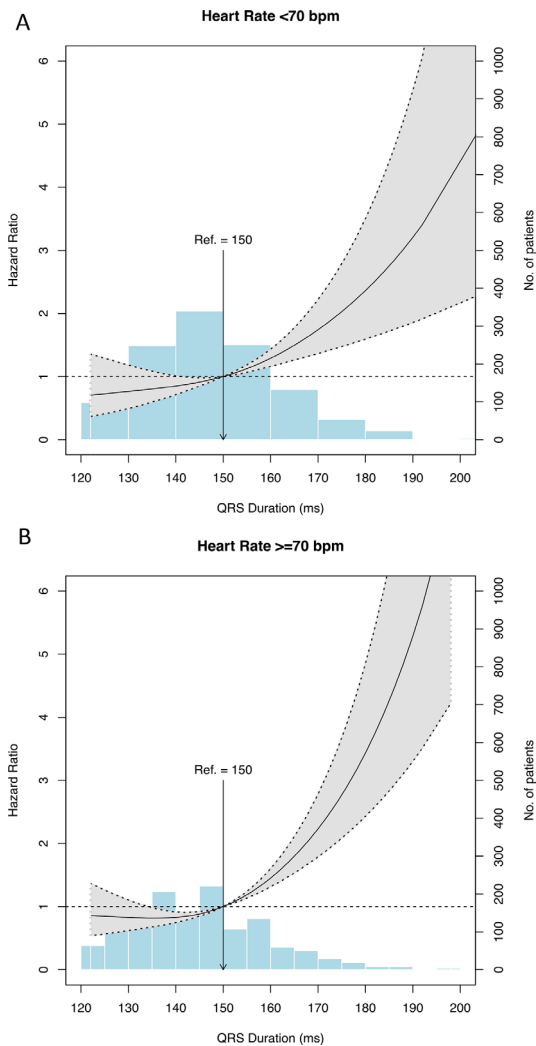 A
Heart Rate <70 bpm
6
5
4
3
2
1
0
Hazard Ratio
Ref. = 150
1000
900
800
700
600
500
400
300
200
100
0
No. of patients
120 130 140 150 160 170 180 190 200
QRS Duration (ms)
B
Heart Rate >=70 bpm
6
5
4
3
2
1
0
Hazard Ratio
Ref. = 150
1000
900
800
700
600
500
400
300
200
100
0
No. of patients
120 130 140 150 160 170 180 190 200
QRS Duration (ms)